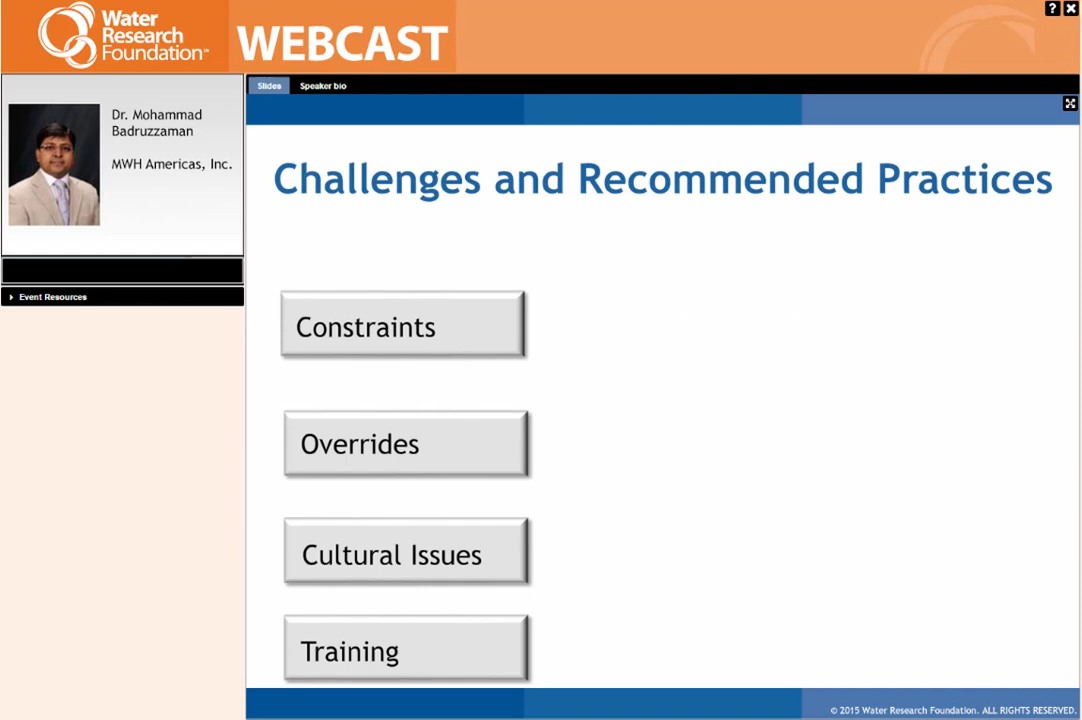 Water
Research
Foundation™
WEBCAST
? X
Slides Speaker bio
Dr. Mohammad
Badruzzaman
MWH Americas, Inc.
Event Resources
Challenges and Recommended Practices
Constraints
Overrides
Cultural Issues
Training
© 2015 Water Research Foundation. ALL RIGHTS RESERVED.